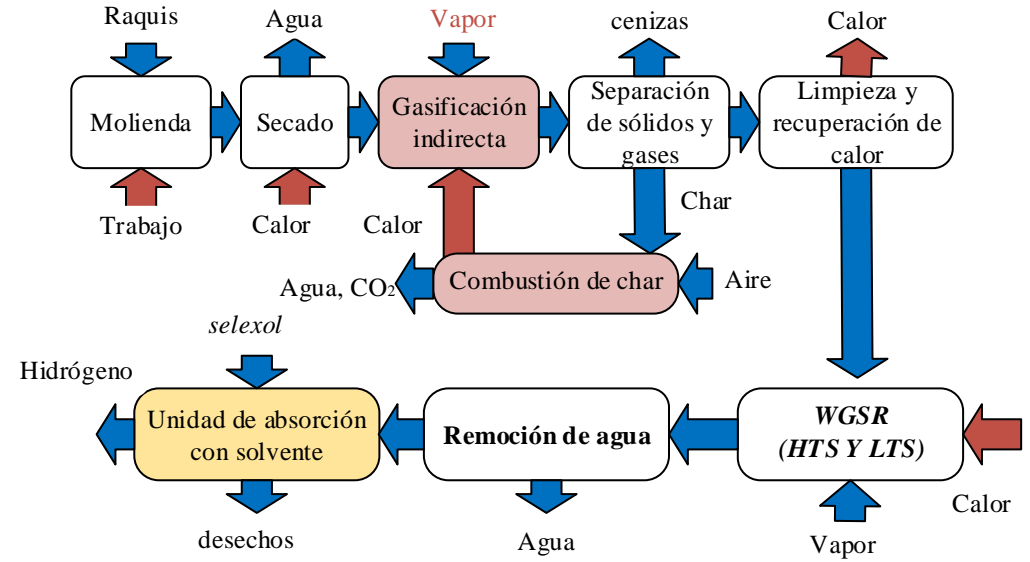 Raquis
Agua
Vapor
cenizas
Calor
Molienda
Secado
Gasificación
indirecta
Separación
de sólidos y
gases
Limpieza y
recuperación de
calor
Trabajo
Calor
Calor
Char
Agua, CO2
Combustión de char
Aire
selexol
Hidrógeno
Unidad de absorción
con solvente
Remoción de agua
WGSR
(HTS Y LTS)
Calor
desechos
Agua
Vapor